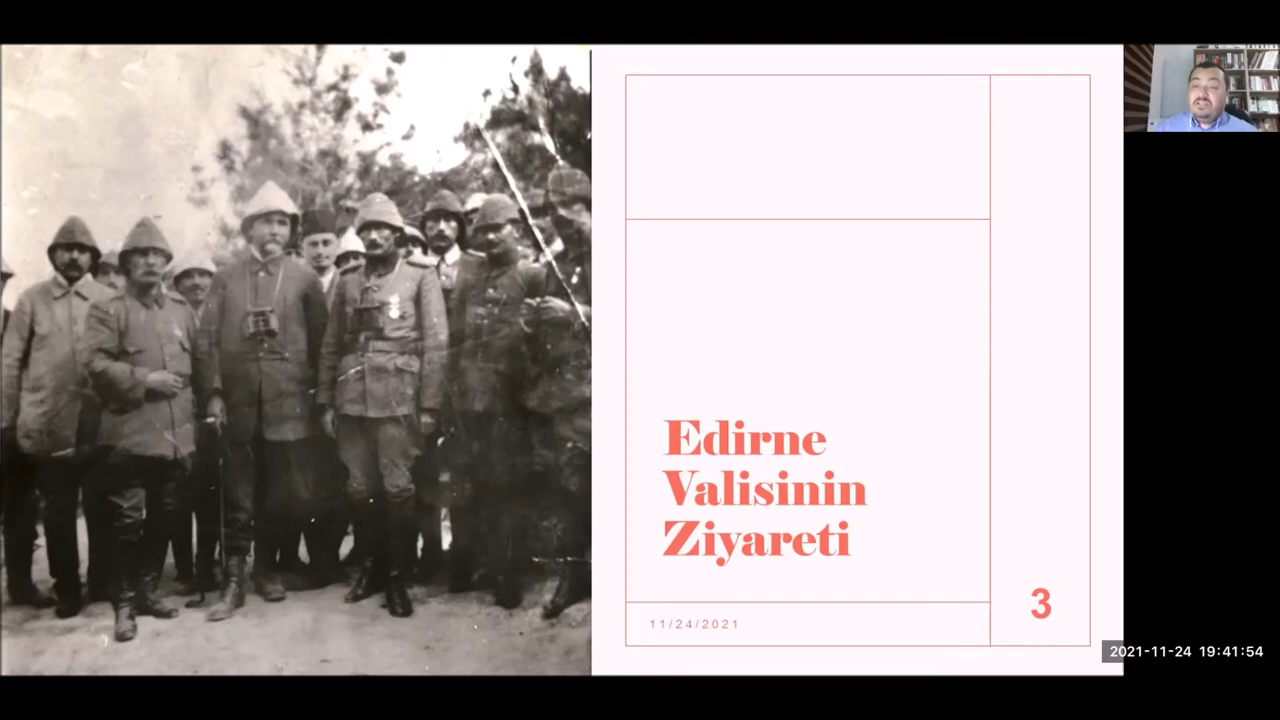 Edirne
Valisinin
Ziyareti
11/24/2021
3
2021-11-24 19:41:54